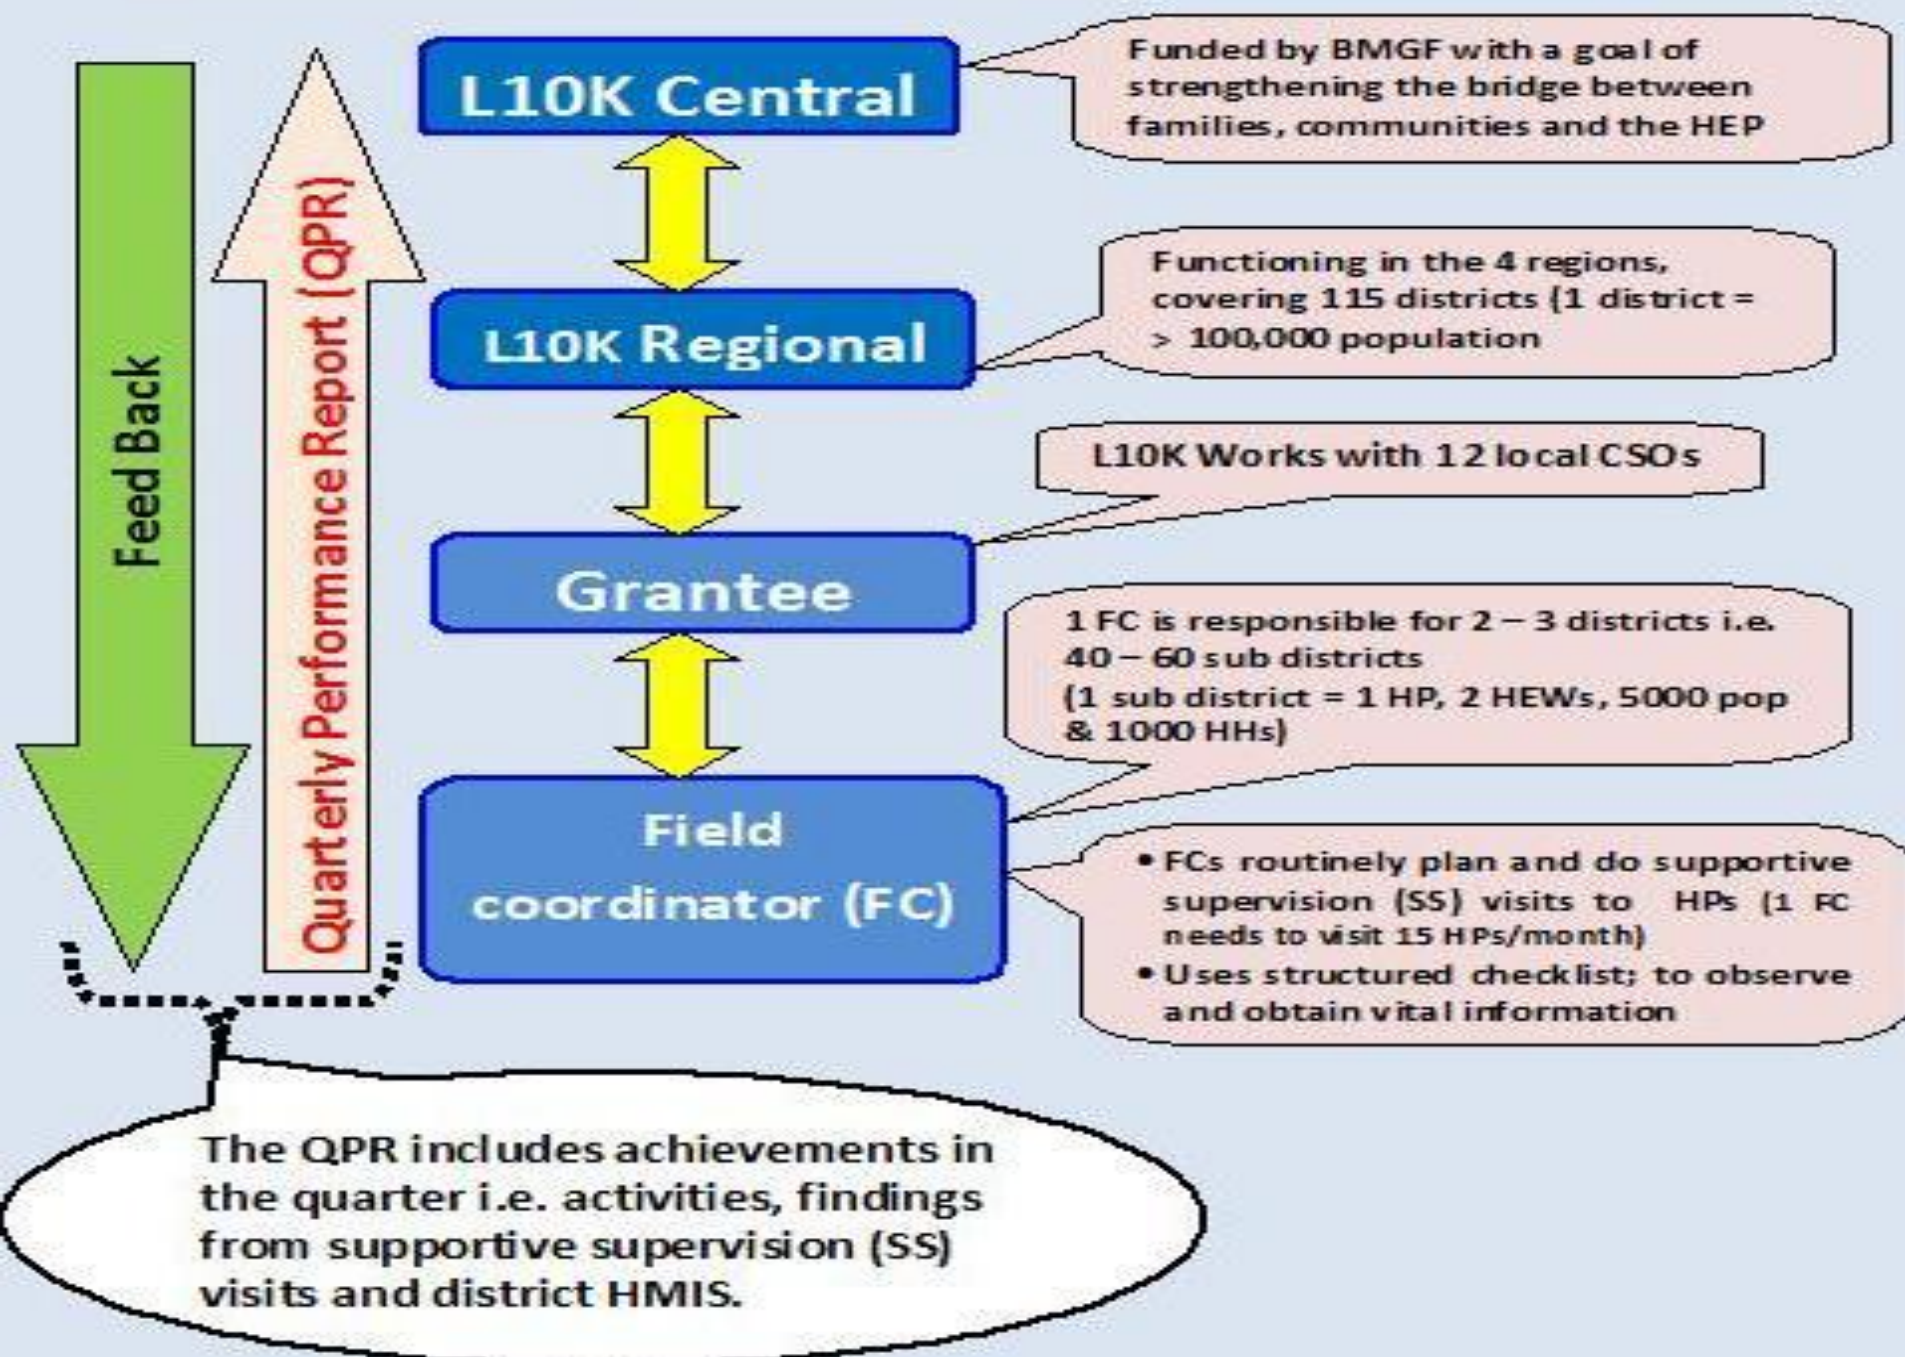 L10K Central
Funded by BMGF with a goal of
strengthening the bridge between
families, communities and the HEP
Feed Back
Quarterly Performance Report (QPR)
L10K Regional
Functioning in the 4 regions,
covering 115 districts (1 district =
> 100,000 population
L10K Works with 12 local CSOs
Grantee
1 FC is responsible for 2 – 3 districts i.e.
40 – 60 sub districts
(1 sub district = 1 HP, 2 HEWs, 5000 pop
& 1000 HHs)
Field
coordinator (FC)
• FCs routinely plan and do supportive
supervision (SS) visits to HPs (1 FC
needs to visit 15 HPs/month)
• Uses structured checklist; to observe
and obtain vital information
The QPR includes achievements in
the quarter i.e. activities, findings
from supportive supervision (SS)
visits and district HMIS.